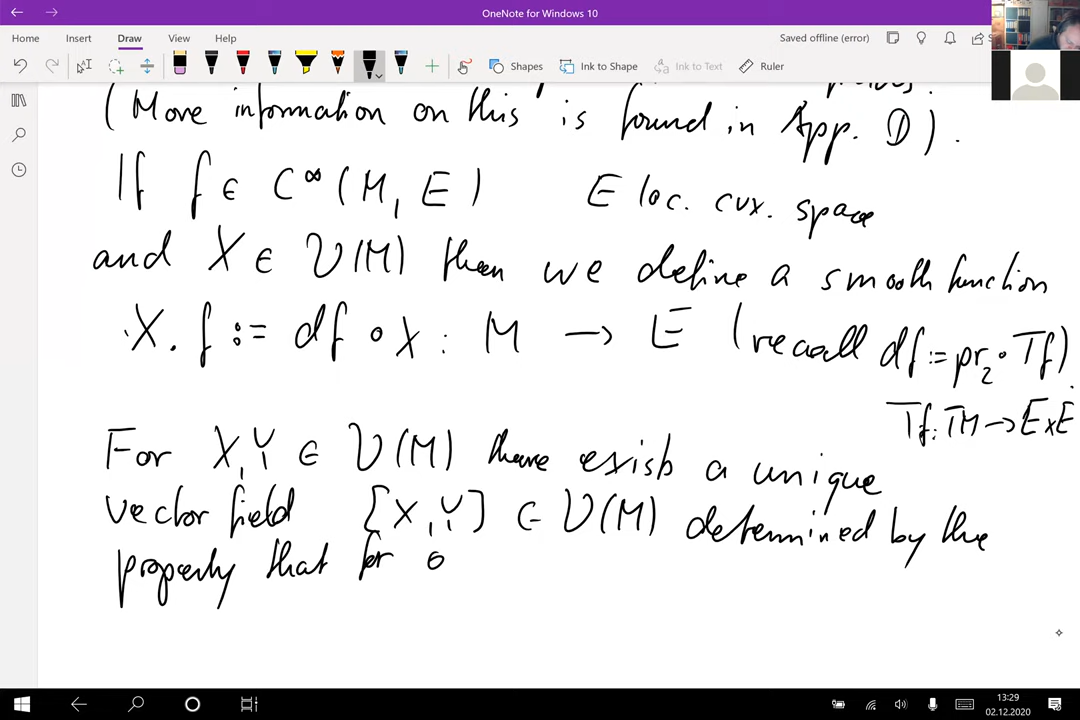 OneNote for Windows 10
Home Insert Draw View Help Saved offline (error)
Shapes Ink to Shape Ink to Text Ruler
(More information on this is found in App. D).
If f ∈ C^∞(M, E) E loc. cvx. space
and X ∈ V(M) then we define a smooth function
X.f := df ∘ X : M → E (recall df := pr_2 ∘ Tf)
Tf: TM → E×E
For X, Y ∈ V(M) there exists a unique
vector field [X, Y] ∈ V(M) determined by the
property that for
13:29
02.12.2020